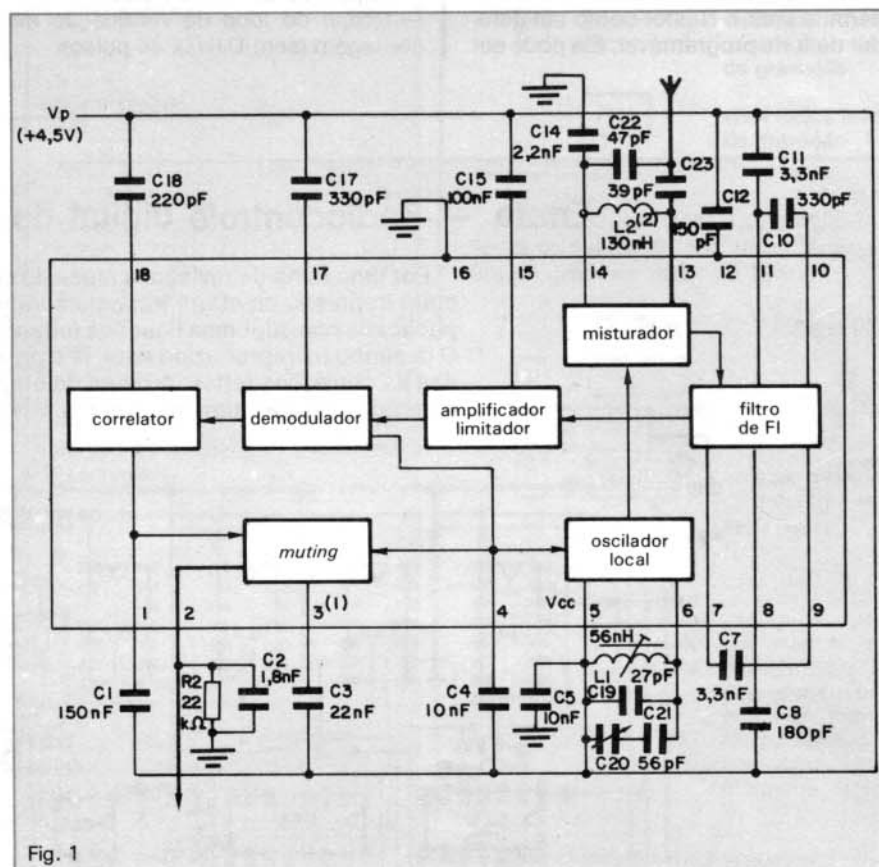 término sem o cursor
Vp
(+4,5V)
C18
220pF
C17
330pF
C15
100nF
C14
2,2nF
C22
47pF
C23
39pF
L2(2)
130nH
C12
150
pF
C11
3,3nF
330pF
C10
18
17
16
15
14
13
12
11
10
misturador
correlator
demodulador
amplificador
limitador
filtro
de FI
muting
oscilador
local
1
2
3(1)
4
Vcc
5
6
7
8
9
C1
150nF
R2
22
kΩ
C2
1,8nF
C3
22nF
C4
10nF
C5
10nF
56nH
L1
27pF
C19
C21
C20
56pF
C7
3,3nF
C8
180pF
Fig. 1